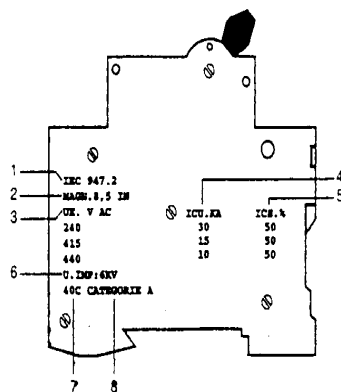 1 IEC 947.2 4
2 MAGN.8,5 IN 5
3 UE. V AC ICU.KA ICS.%
240 30 50
415 15 50
440 10 50
6 U.IMP:6KV
40C CATEGORIE A
7 8